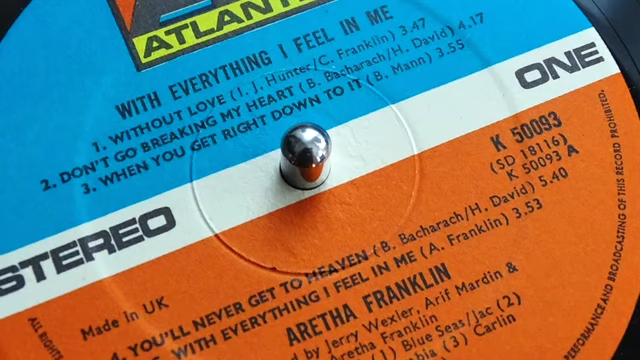 ATLANTIC
WITH EVERYTHING I FEEL IN ME
1. WITHOUT LOVE (I. J. Hunter/C. Franklin) 3.47
2. DON'T GO BREAKING MY HEART (B. Bacharach/H. David) 4.17
3. WHEN YOU GET RIGHT DOWN TO IT (B. Mann) 3.55
ONE
K 50093
(SD 18116)
K 50093 A
STEREO
4. YOU'LL NEVER GET TO HEAVEN (B. Bacharach/H. David) 5.40
5. WITH EVERYTHING I FEEL IN ME (A. Franklin) 3.53
Made in UK
ARETHA FRANKLIN
d by Jerry Wexler, Arif Mardin &
Aretha Franklin
(1) Blue Seas/Jac (2)
(3) Carlin
ALL RIGHT
PERFORMANCE AND BROADCASTING OF THIS RECORD PROHIBITED.